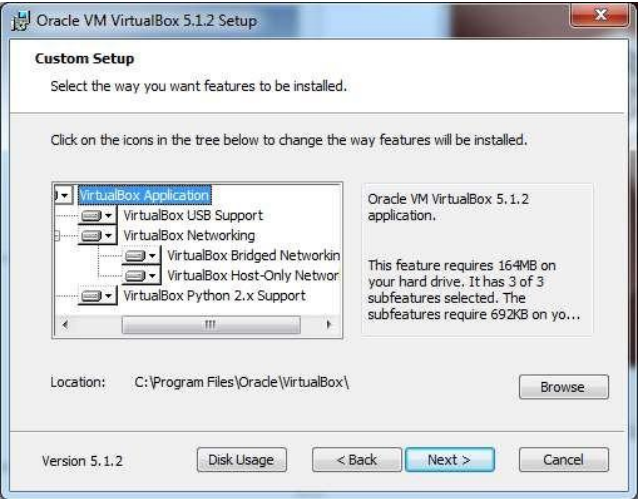 Oracle VM VirtualBox 5.1.2 Setup
Custom Setup
Select the way you want features to be installed.
Click on the icons in the tree below to change the way features will be installed.
VirtualBox Application
VirtualBox USB Support
VirtualBox Networking
VirtualBox Bridged Networkin
VirtualBox Host-Only Networ
VirtualBox Python 2.x Support
Oracle VM VirtualBox 5.1.2
application.
This feature requires 164MB on
your hard drive. It has 3 of 3
subfeatures selected. The
subfeatures require 692KB on yo...
Location: C:\Program Files\Oracle\VirtualBox\
Browse
Version 5.1.2
Disk Usage
< Back
Next >
Cancel